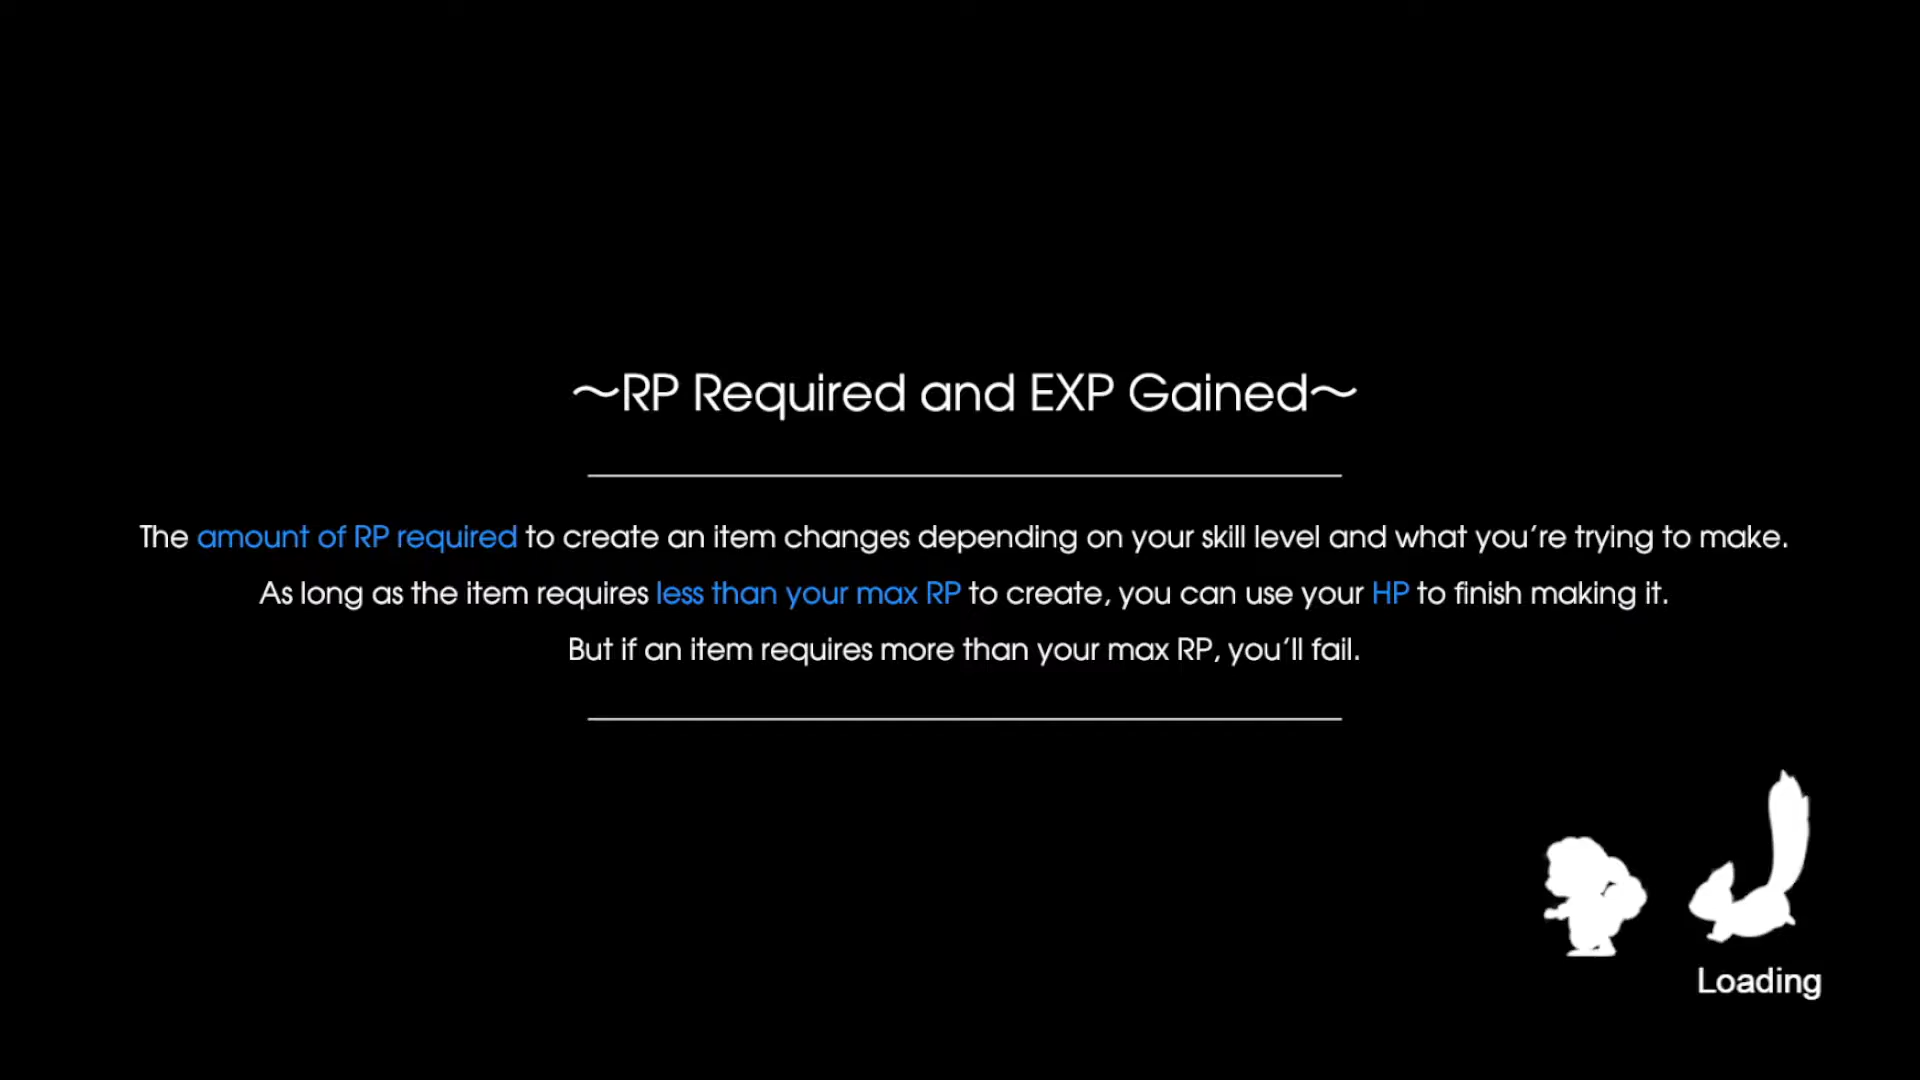 ～RP Required and EXP Gained～
The amount of RP required to create an item changes depending on your skill level and what you're trying to make.
As long as the item requires less than your max RP to create, you can use your HP to finish making it.
But if an item requires more than your max RP, you'll fail.
Loading